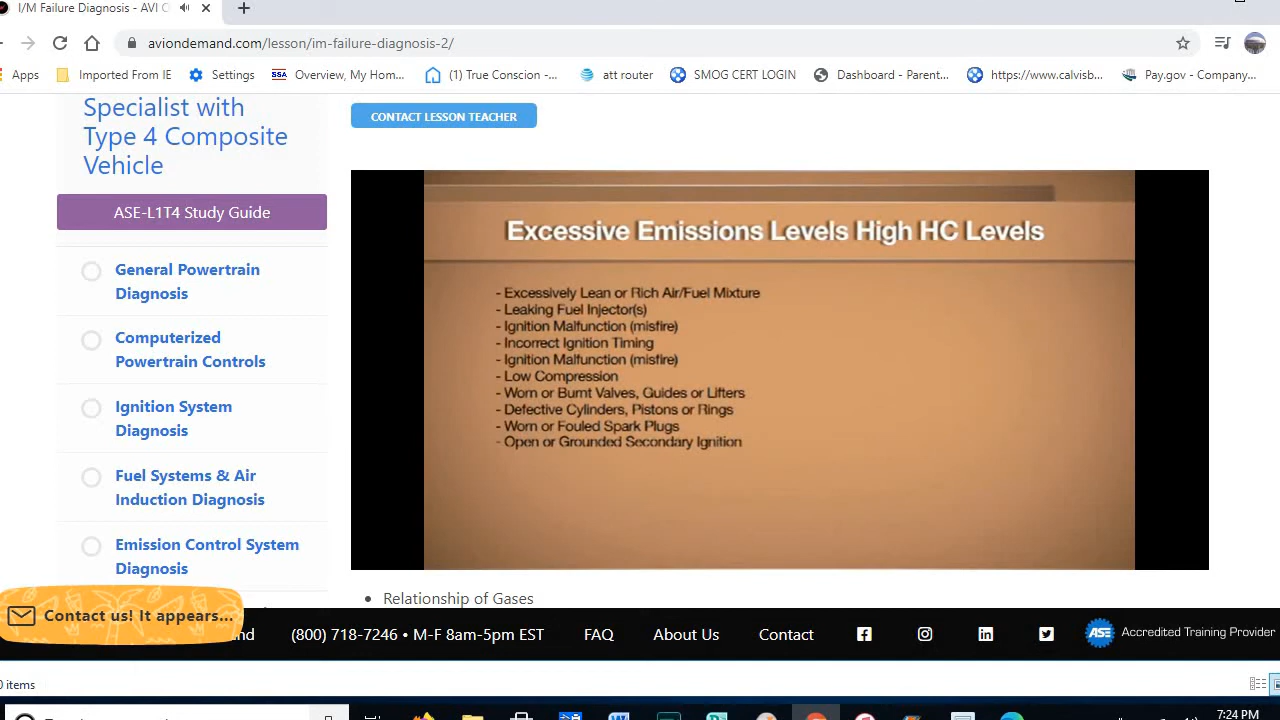 I/M Failure Diagnosis - AVI O
aviondemand.com/lesson/im-failure-diagnosis-2/
Apps
Imported From IE
Settings
SSA
Overview, My Hom...
(1) True Conscion -...
att router
SMOG CERT LOGIN
Dashboard - Parent...
https://www.calvisb...
Pay.gov - Company...
Specialist with
Type 4 Composite
Vehicle
ASE-L1T4 Study Guide
General Powertrain
Diagnosis
Computerized
Powertrain Controls
Ignition System
Diagnosis
Fuel Systems & Air
Induction Diagnosis
Emission Control System
Diagnosis
CONTACT LESSON TEACHER
Excessive Emissions Levels High HC Levels
- Excessively Lean or Rich Air/Fuel Mixture
- Leaking Fuel Injector(s)
- Ignition Malfunction (misfire)
- Incorrect Ignition Timing
- Ignition Malfunction (misfire)
- Low Compression
- Worn or Burnt Valves, Guides or Lifters
- Defective Cylinders, Pistons or Rings
- Worn or Fouled Spark Plugs
- Open or Grounded Secondary Ignition
• Relationship of Gases
Contact us! It appears...
nd
(800) 718-7246 • M-F 8am-5pm EST
FAQ
About Us
Contact
ASE
Accredited Training Provider
0 items
7:24 PM